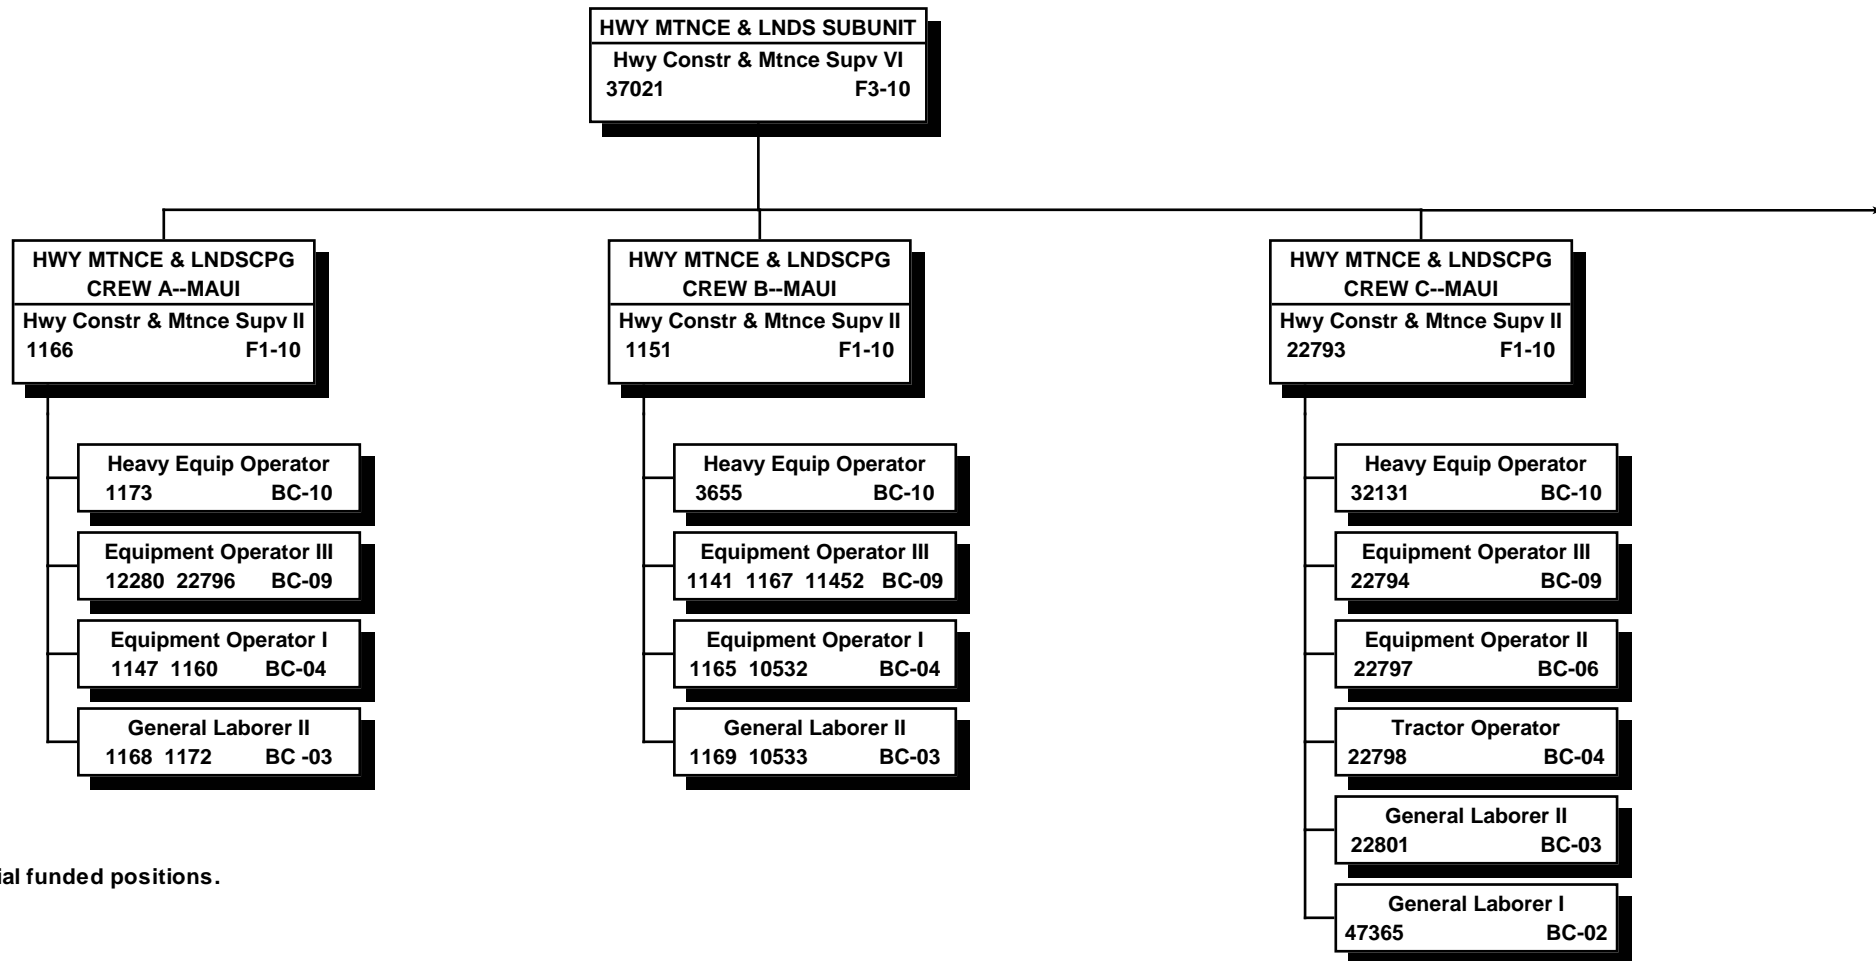 HWY MTNCE & LNDS SUBUNIT
Hwy Constr & Mtnce Supv VI
37021 F3-10
HWY MTNCE & LNDSCPG
CREW A--MAUI
Hwy Constr & Mtnce Supv II
1166 F1-10
Heavy Equip Operator
1173 BC-10
Equipment Operator III
12280 22796 BC-09
Equipment Operator I
1147 1160 BC-04
General Laborer II
1168 1172 BC -03
HWY MTNCE & LNDSCPG
CREW B--MAUI
Hwy Constr & Mtnce Supv II
1151 F1-10
Heavy Equip Operator
3655 BC-10
Equipment Operator III
1141 1167 11452 BC-09
Equipment Operator I
1165 10532 BC-04
General Laborer II
1169 10533 BC-03
HWY MTNCE & LNDSCPG
CREW C--MAUI
Hwy Constr & Mtnce Supv II
22793 F1-10
Heavy Equip Operator
32131 BC-10
Equipment Operator III
22794 BC-09
Equipment Operator II
22797 BC-06
Tractor Operator
22798 BC-04
General Laborer II
22801 BC-03
General Laborer I
47365 BC-02
funded positions.